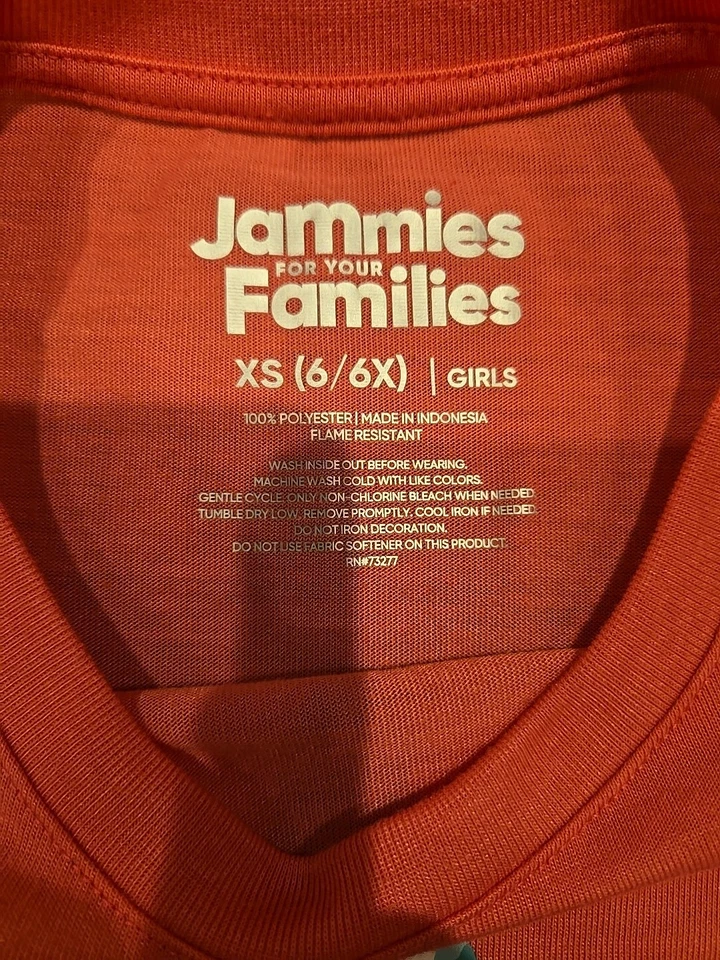 Jammies
FOR YOUR
Families
XS (6/6X) | GIRLS
100% POLYESTER | MADE IN INDONESIA
FLAME RESISTANT
WASH INSIDE OUT BEFORE WEARING.
MACHINE WASH COLD WITH LIKE COLORS.
GENTLE CYCLE. ONLY NON-CHLORINE BLEACH WHEN NEEDED.
TUMBLE DRY LOW. REMOVE PROMPTLY. COOL IRON IF NEEDED.
DO NOT IRON DECORATION.
DO NOT USE FABRIC SOFTENER ON THIS PRODUCT.
RN#73277